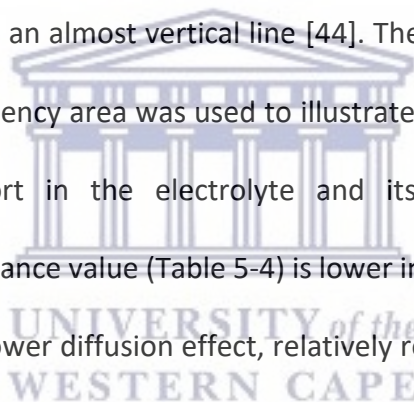 an almost vertical line [44]. The
ency area was used to illustrate
rt in the electrolyte and its
ance value (Table 5-4) is lower in
UNIVERSITY of the
wer diffusion effect, relatively re
WESTERN CAPE